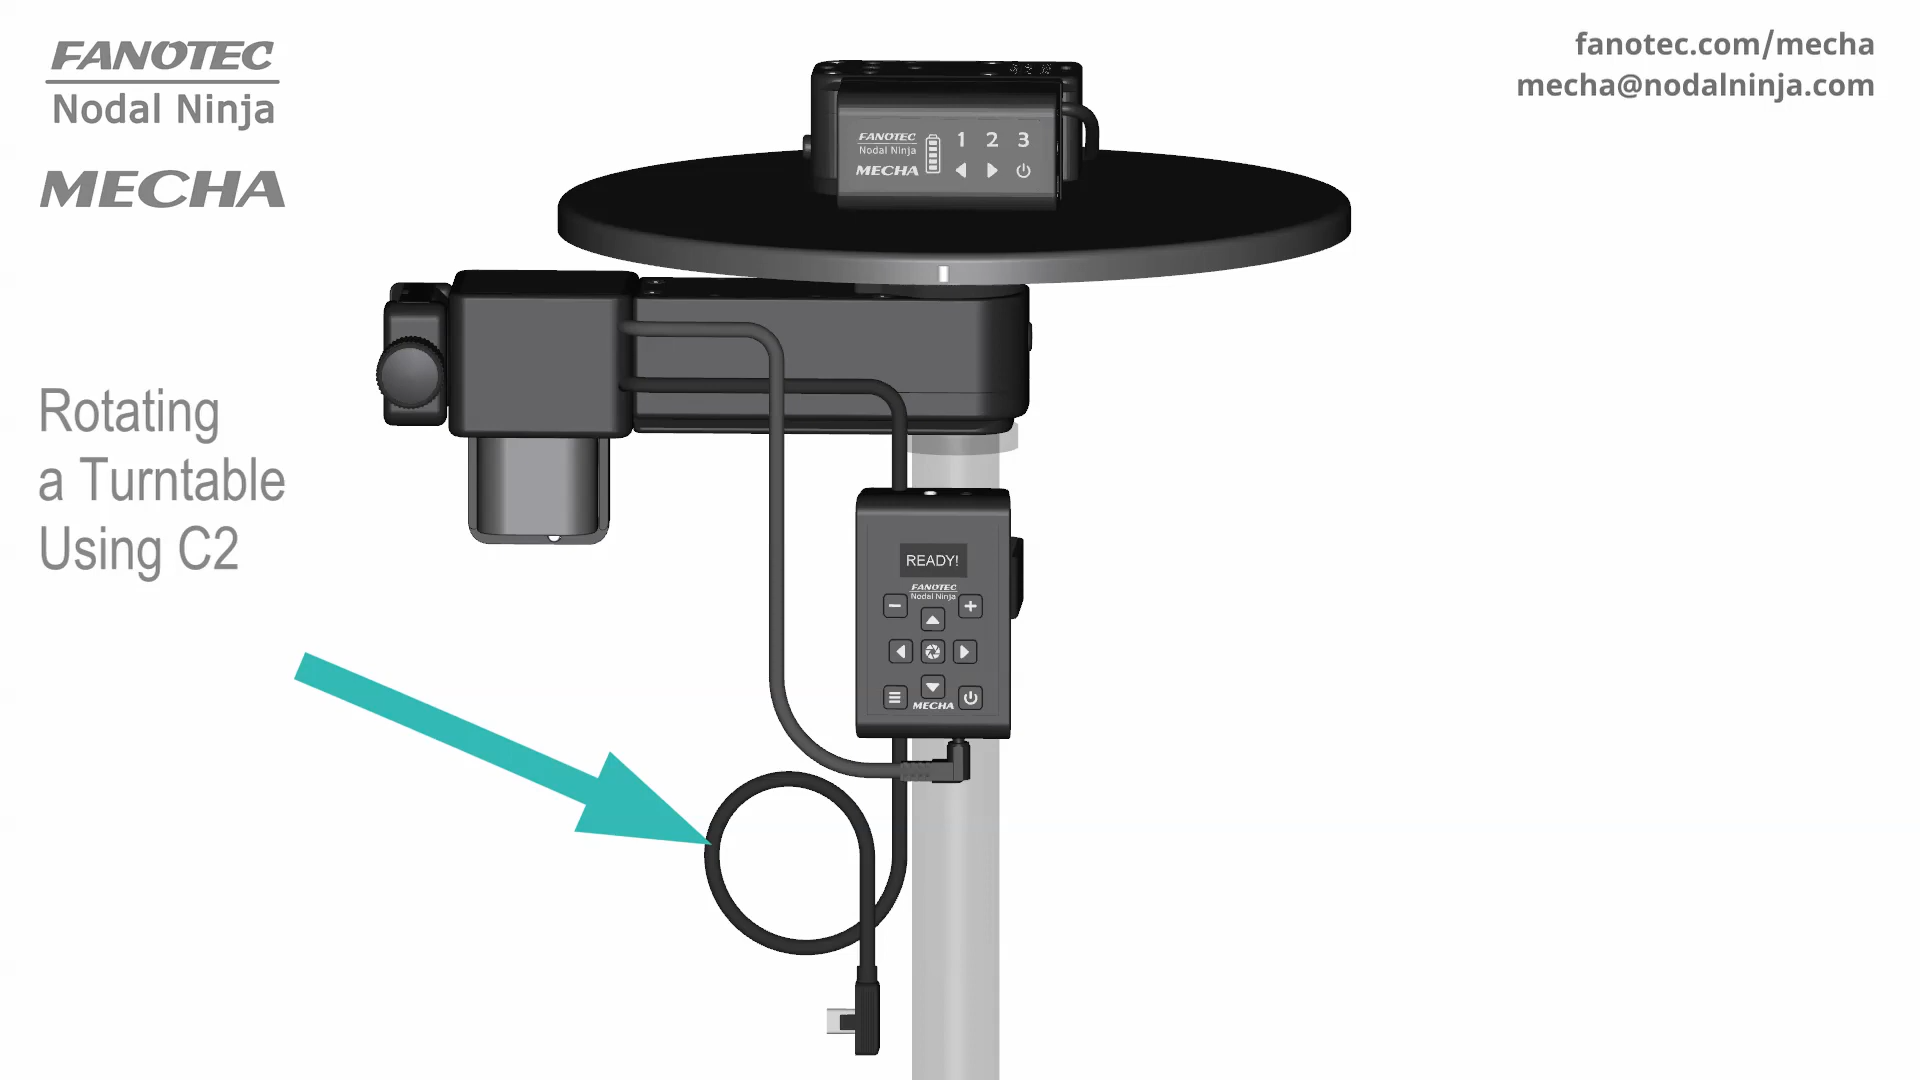 FANOTEC
Nodal Ninja
MECHA
fanotec.com/mecha
mecha@nodalninja.com
FANOTEC
Nodal Ninja
MECHA
1 2 3
Rotating
a Turntable
Using C2
READY!
FANOTEC
Nodal Ninja
MECHA